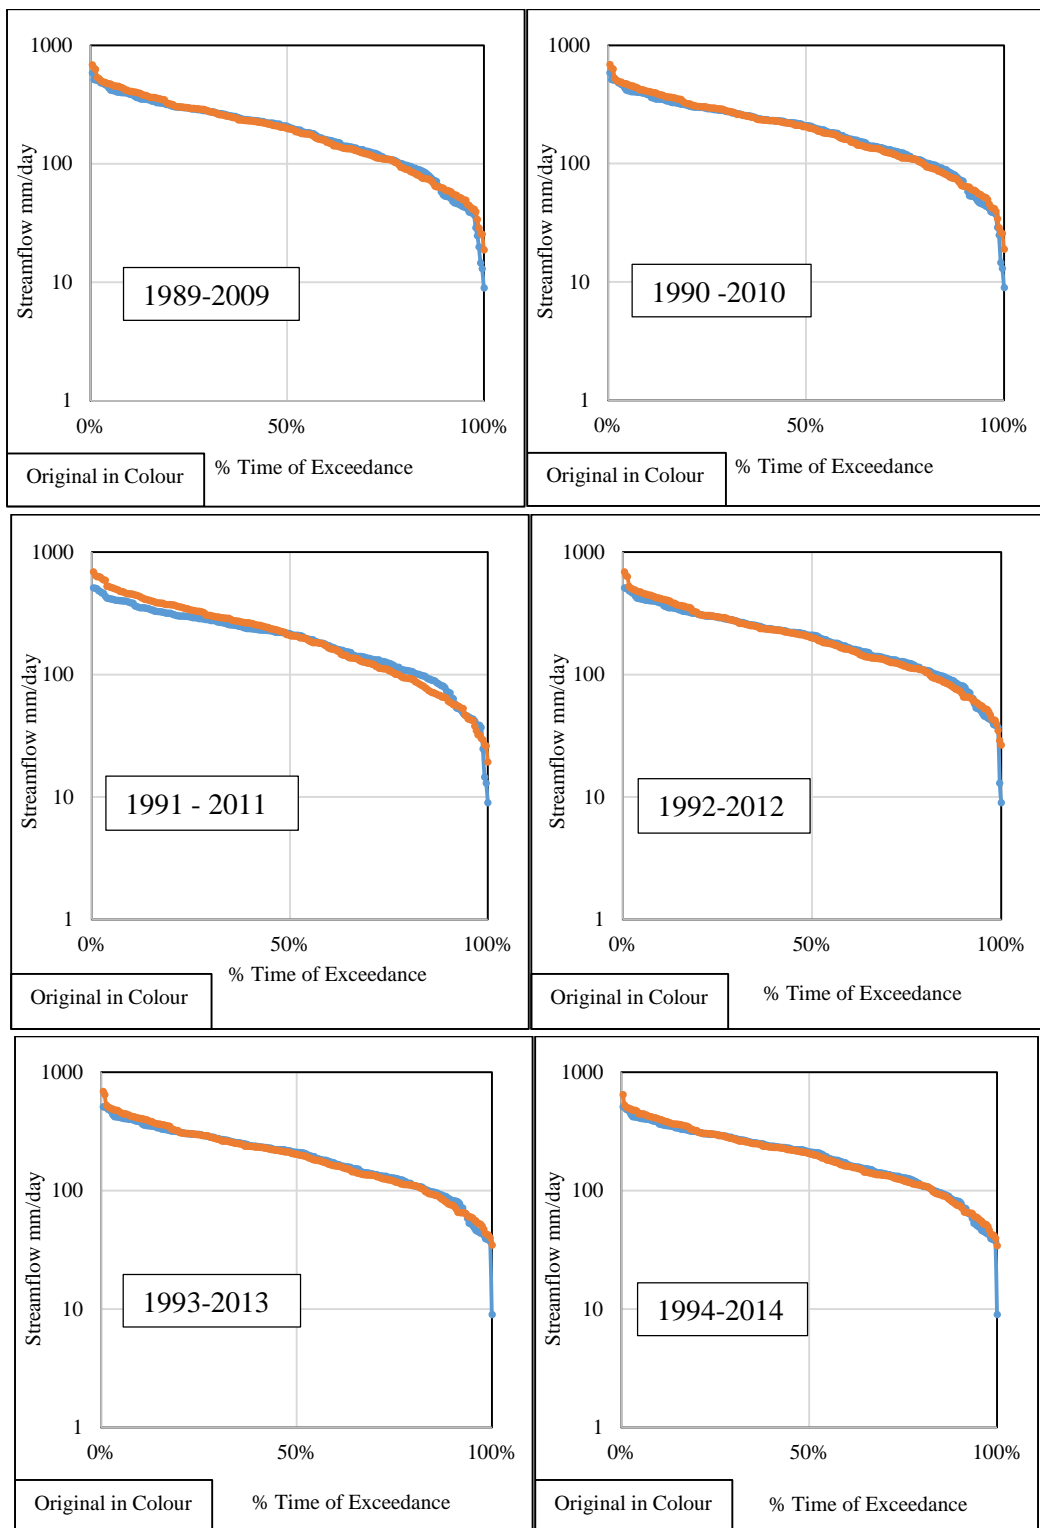 1000
100
10
1
Streamflow mm/day
1989-2009
0%
50%
100%
% Time of Exceedance
Original in Colour
1000
100
10
1
Streamflow mm/day
1990 -2010
0%
50%
100%
% Time of Exceedance
Original in Colour
1000
100
10
1
Streamflow mm/day
1991 - 2011
0%
50%
100%
% Time of Exceedance
Original in Colour
1000
100
10
1
Streamflow mm/day
1992-2012
0%
50%
100%
% Time of Exceedance
Original in Colour
1000
100
10
1
Streamflow mm/day
1993-2013
0%
50%
100%
% Time of Exceedance
Original in Colour
1000
100
10
1
Streamflow mm/day
1994-2014
0%
50%
100%
% Time of Exceedance
Original in Colour